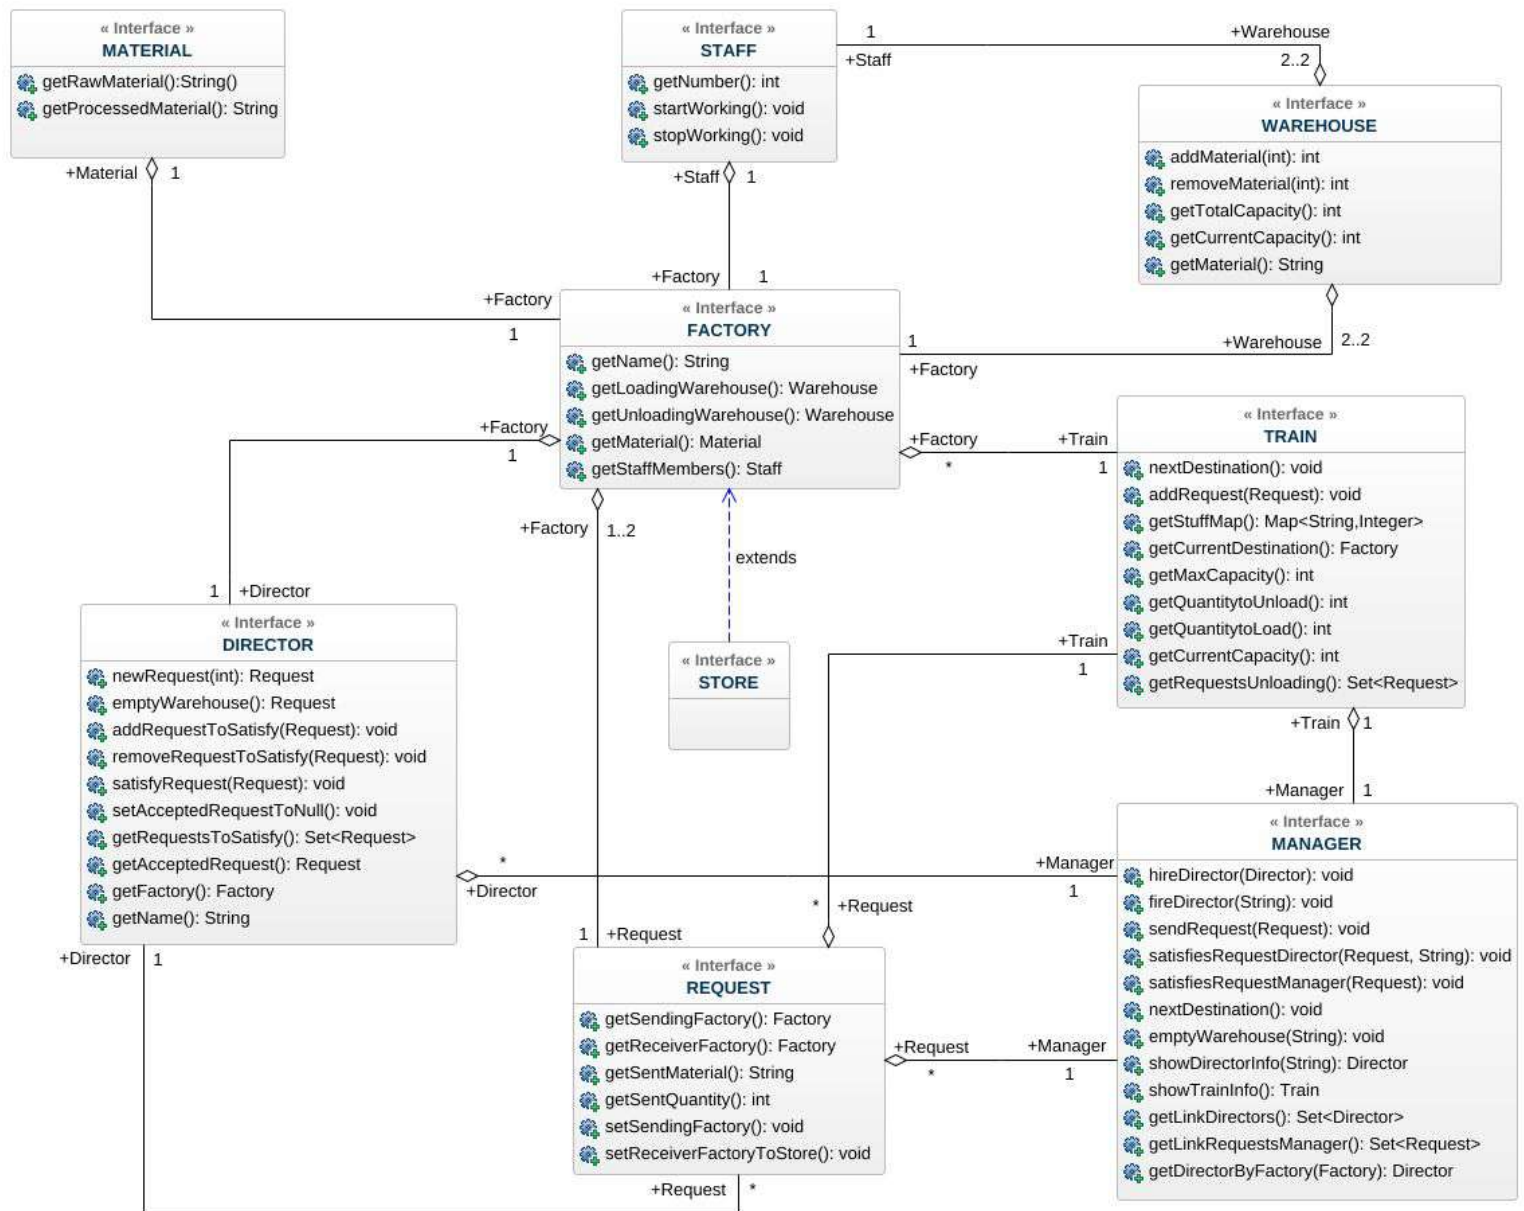 « Interface »
MATERIAL
getRawMaterial():String()
getProcessedMaterial(): String
+Material 1
« Interface »
STAFF
getNumber(): int
startWorking(): void
stopWorking(): void
1
+Staff
+Warehouse
2..2
+Staff 1
« Interface »
WAREHOUSE
addMaterial(int): int
removeMaterial(int): int
getTotalCapacity(): int
getCurrentCapacity(): int
getMaterial(): String
+Factory 1
+Factory
1
« Interface »
FACTORY
getName(): String
getLoadingWarehouse(): Warehouse
getUnloadingWarehouse(): Warehouse
getMaterial(): Material
getStaffMembers(): Staff
1
+Factory
+Warehouse 2..2
+Factory
1
+Factory
*
+Train
1
+Factory 1..2
extends
« Interface »
TRAIN
nextDestination(): void
addRequest(Request): void
getStuffMap(): Map<String,Integer>
getCurrentDestination(): Factory
getMaxCapacity(): int
getQuantitytoUnload(): int
getQuantitytoLoad(): int
getCurrentCapacity(): int
getRequestsUnloading(): Set<Request>
+Train
1
+Train 1
1 +Director
« Interface »
DIRECTOR
newRequest(int): Request
emptyWarehouse(): Request
addRequestToSatisfy(Request): void
removeRequestToSatisfy(Request): void
satisfyRequest(Request): void
setAcceptedRequestToNull(): void
getRequestsToSatisfy(): Set<Request>
getAcceptedRequest(): Request
getFactory(): Factory
getName(): String
« Interface »
STORE
+Manager 1
« Interface »
MANAGER
hireDirector(Director): void
fireDirector(String): void
sendRequest(Request): void
satisfiesRequestDirector(Request, String): void
satisfiesRequestManager(Request): void
nextDestination(): void
emptyWarehouse(String): void
showDirectorInfo(String): Director
showTrainInfo(): Train
getLinkDirectors(): Set<Director>
getLinkRequestsManager(): Set<Request>
getDirectorByFactory(Factory): Director
*
+Director
+Manager
1
* +Request
1 +Request
+Director 1
« Interface »
REQUEST
getSendingFactory(): Factory
getReceiverFactory(): Factory
getSentMaterial(): String
getSentQuantity(): int
setSendingFactory(): void
setReceiverFactoryToStore(): void
+Request
*
+Manager
1
+Request *